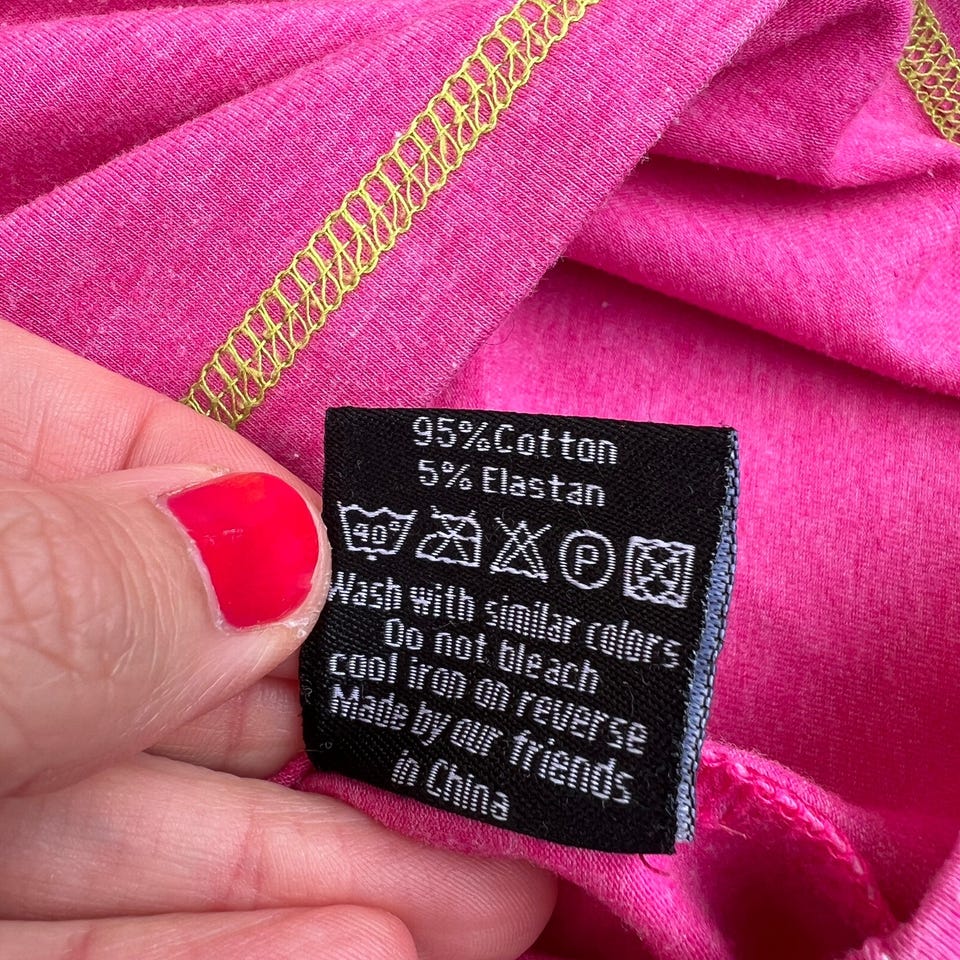 95%Cotton
5% Elastan
40° P
Wash with similar colors
Do not bleach
cool iron on reverse
Made by our friends
in China